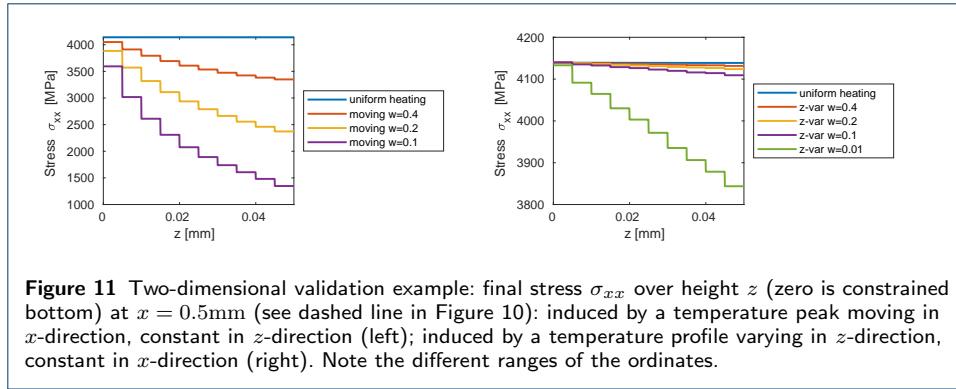 4000
3500
3000
2500
2000
1500
1000
Stress σxx [MPa]
0
0.02
0.04
z [mm]
uniform heating
moving w=0.4
moving w=0.2
moving w=0.1
4200
4100
4000
3900
3800
Stress σxx [MPa]
0
0.02
0.04
z [mm]
uniform heating
z-var w=0.4
z-var w=0.2
z-var w=0.1
z-var w=0.01
Figure 11 Two-dimensional validation example: final stress σxx over height z (zero is constrained
bottom) at x = 0.5mm (see dashed line in Figure 10): induced by a temperature peak moving in
x-direction, constant in z-direction (left); induced by a temperature profile varying in z-direction,
constant in x-direction (right). Note the different ranges of the ordinates.